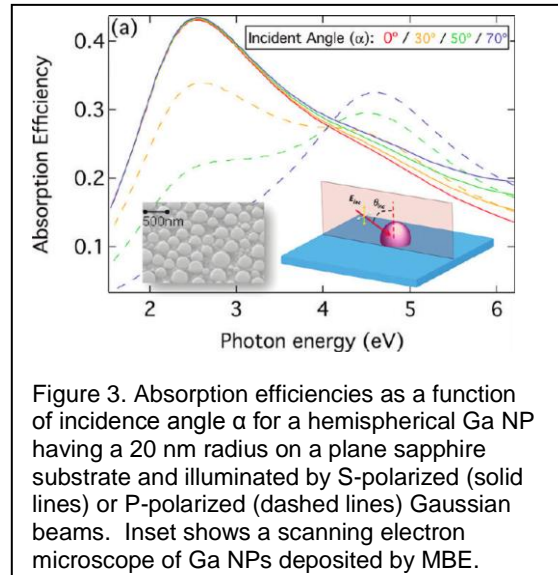 (a)
Incident Angle (α): 0° / 30° / 50° / 70°
Absorption Efficiency
0.4
0.3
0.2
0.1
500nm
θinc
2
3
4
5
6
Photon energy (eV)
Figure 3. Absorption efficiencies as a function
of incidence angle α for a hemispherical Ga NP
having a 20 nm radius on a plane sapphire
substrate and illuminated by S-polarized (solid
lines) or P-polarized (dashed lines) Gaussian
beams. Inset shows a scanning electron
microscope of Ga NPs deposited by MBE.